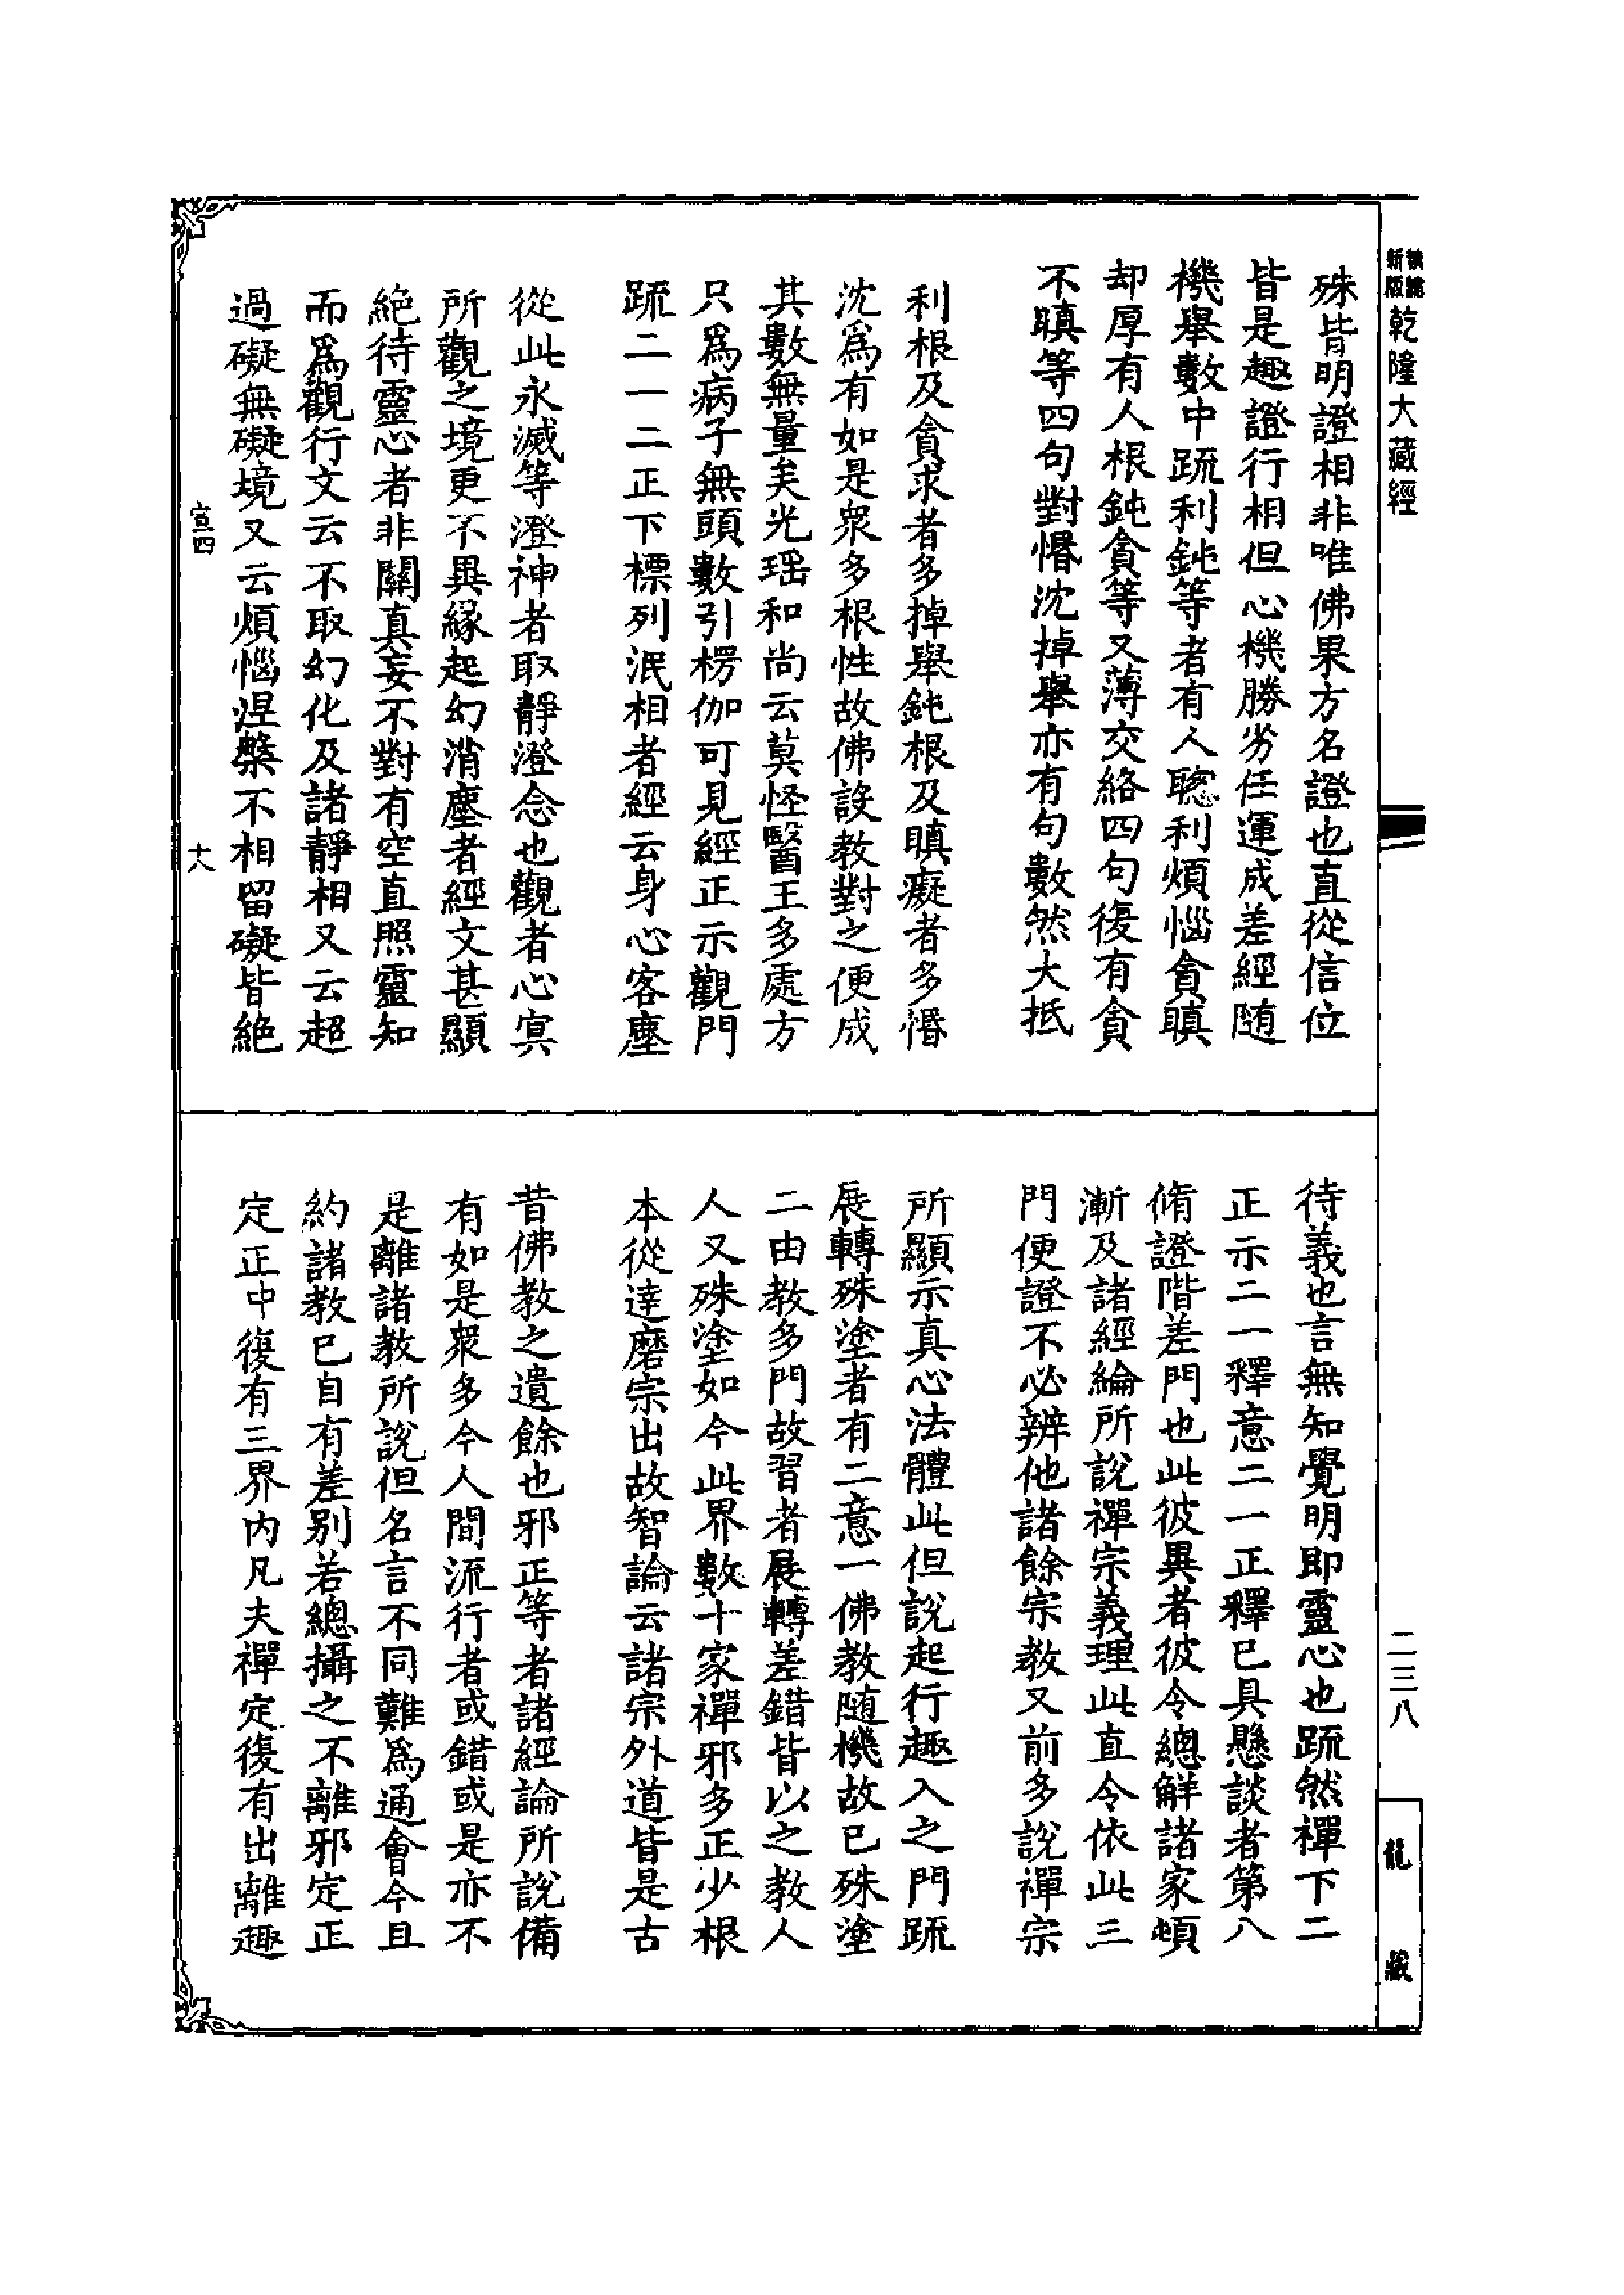 新版
乾隆大藏經
殊皆明證相非唯佛果方名證也直從信位
皆是趣證行相但心機勝劣任運成差經随
機舉數中䟽利鈍等者有人聦利煩惱貪瞋
却厚有人根鈍貪等又薄交絡四句復有貪
不瞋等四句對惛沈掉舉亦有句數然大抵
利根及貪求者多掉舉鈍根及瞋癡者多惛
沈爲有如是衆多根性故佛設教對之便成
其數無量矣光瑶和尚云莫怪醫王多處方
只爲病子無頭數引楞伽可見經正示觀門
䟽二一二正下標列泯相者經云身心客塵
從此永滅等澄神者取靜澄念也觀者心㝠
所觀之境更不異緣起幻消塵者經文甚顯
絶待靈心者非關真妄不對有空直照靈知
而爲觀行文云不取幻化及諸靜相又云超
過礙無礙境又云煩惱涅槃不相留礙皆絶
宣四
十八
待義也言無知覺明即靈心也䟽然禪下二
正示二一釋意二一正釋已具懸談者第八
脩證階差門也此彼異者彼令總解諸家頓
漸及諸經綸所說禪宗義理此直令依此三
門便證不必辨他諸餘宗教又前多說禪宗
所顯示真心法體此但說起行趣入之門䟽
展轉殊塗者有二意一佛教随機故已殊塗
二由教多門故習者展轉差錯皆以之教人
人又殊塗如今此界數十家禪邪多正少根
本從達磨宗出故智論云諸宗外道皆是古
昔佛教之遺餘也邪正等者諸經論所說備
有如是衆多今人間流行者或錯或是亦不
是離諸教所說但名言不同難爲通會今且
約諸教已自有差別若總攝之不離邪定正
定正中復有三界內凡夫禪定復有出離趣
二三八
龍藏